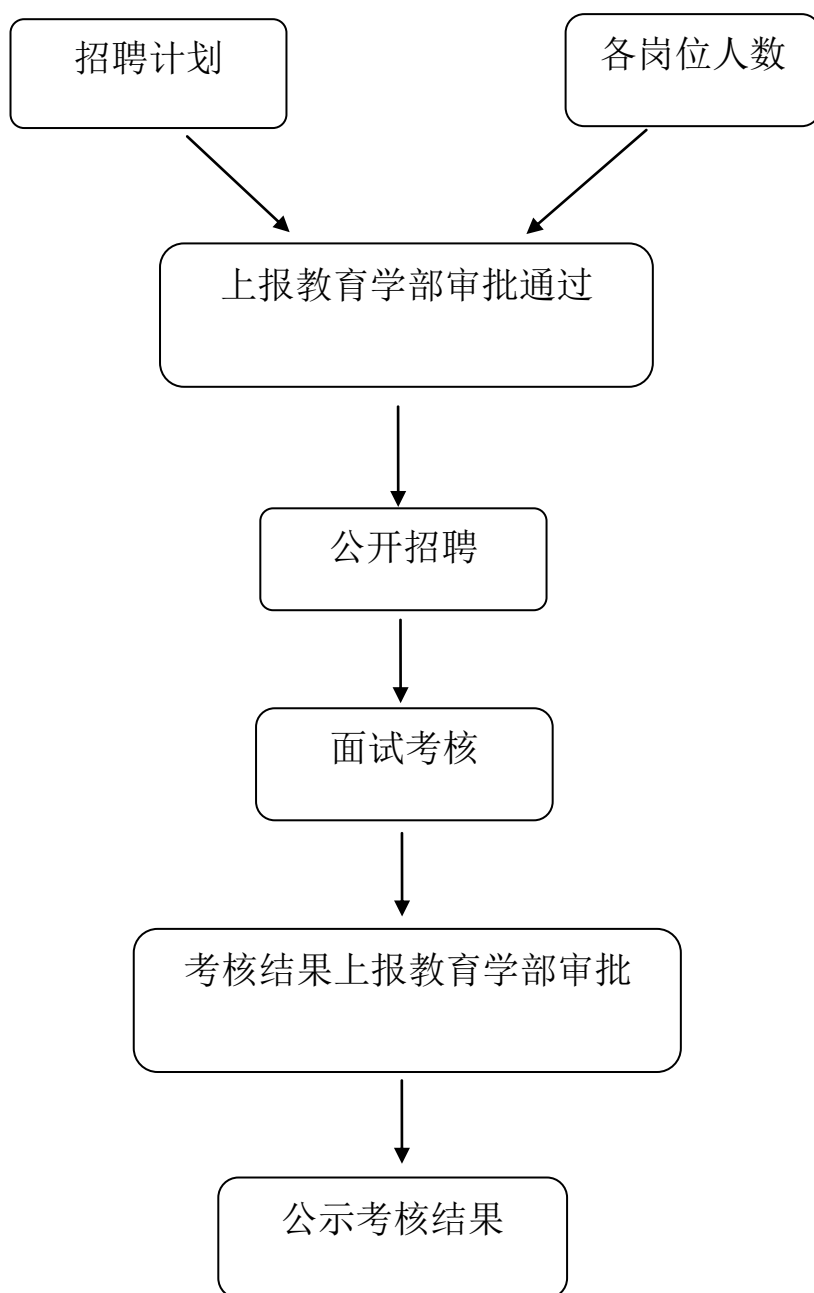 招聘计划
各岗位人数
上报教育学部审批通过
公开招聘
面试考核
考核结果上报教育学部审批
公示考核结果